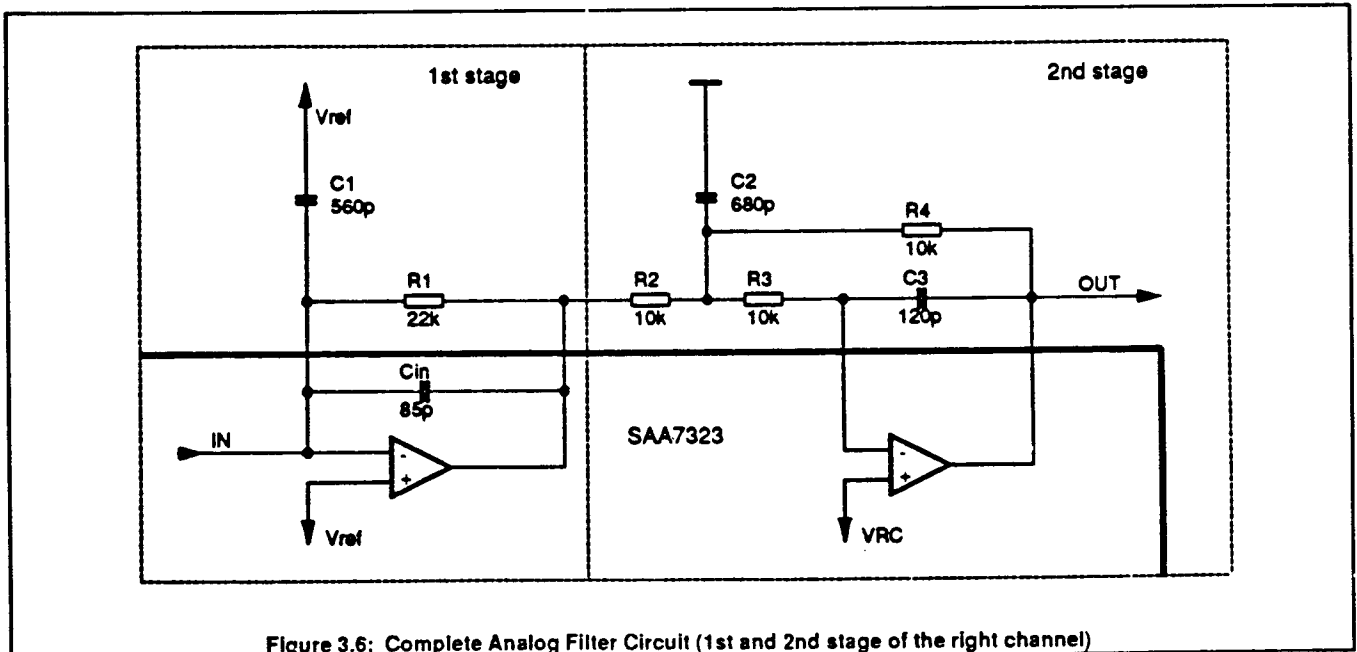 1st stage
2nd stage
Vref
C1
560p
C2
680p
R4
10k
R1
22k
R2
10k
R3
10k
C3
120p
OUT
Cin
85p
SAA7323
IN
-
+
-
+
Vref
VRC
Figure 3.6: Complete Analog Filter Circuit (1st and 2nd stage of the right channel)